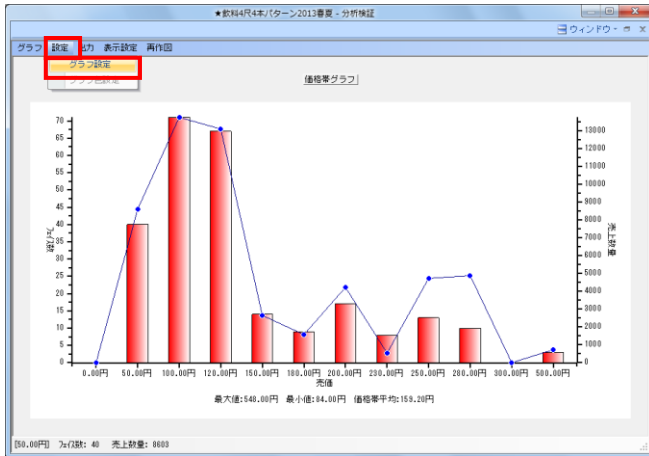 ★飲料4尺4本パターン2013春夏 - 分析検証
ウィンドウ
グラフ 設定 出力 表示設定 再作図
グラフ設定
グラフ色設定
価格帯グラフ
70
65
60
55
50
45
40
35
30
25
20
15
10
5
0
フェイス数
13000
12000
11000
10000
9000
8000
7000
6000
5000
4000
3000
2000
1000
0
売上数量
0.00円 50.00円 100.00円 120.00円 150.00円 180.00円 200.00円 230.00円 250.00円 280.00円 300.00円 500.00円
売価
最大値:548.00円 最小値:84.00円 価格帯平均:159.20円
[50.00円] フェイス数: 40 売上数量: 8603